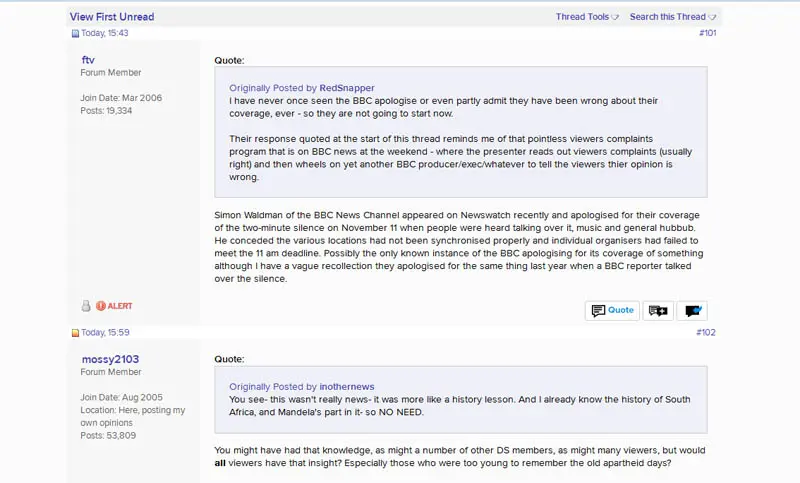 View First Unread
Thread Tools Search this Thread
Today, 15:43
#101
ftv
Forum Member
Join Date: Mar 2006
Posts: 19,334
Quote:
Originally Posted by RedSnapper
I have never once seen the BBC apologise or even partly admit they have been wrong about their
coverage, ever - so they are not going to start now.
Their response quoted at the start of this thread reminds me of that pointless viewers complaints
program that is on BBC news at the weekend - where the presenter reads out viewers complaints (usually
right) and then wheels on yet another BBC producer/exec/whatever to tell the viewers thier opinion is
wrong.
Simon Waldman of the BBC News Channel appeared on Newswatch recently and apologised for their coverage
of the two-minute silence on November 11 when people were heard talking over it, music and general hubbub.
He conceded the various locations had not been synchronised properly and individual organisers had failed to
meet the 11 am deadline. Possibly the only known instance of the BBC apologising for its coverage of something
although I have a vague recollection they apologised for the same thing last year when a BBC reporter talked
over the silence.
ALERT
Quote
Today, 15:59
#102
mossy2103
Forum Member
Join Date: Aug 2005
Location: Here, posting my
own opinions
Posts: 53,809
Quote:
Originally Posted by inothernews
You see- this wasn't really news- it was more like a history lesson. And I already know the history of South
Africa, and Mandela's part in it- so NO NEED.
You might have had that knowledge, as might a number of other DS members, as might many viewers, but would
all viewers have that insight? Especially those who were too young to remember the old apartheid days?